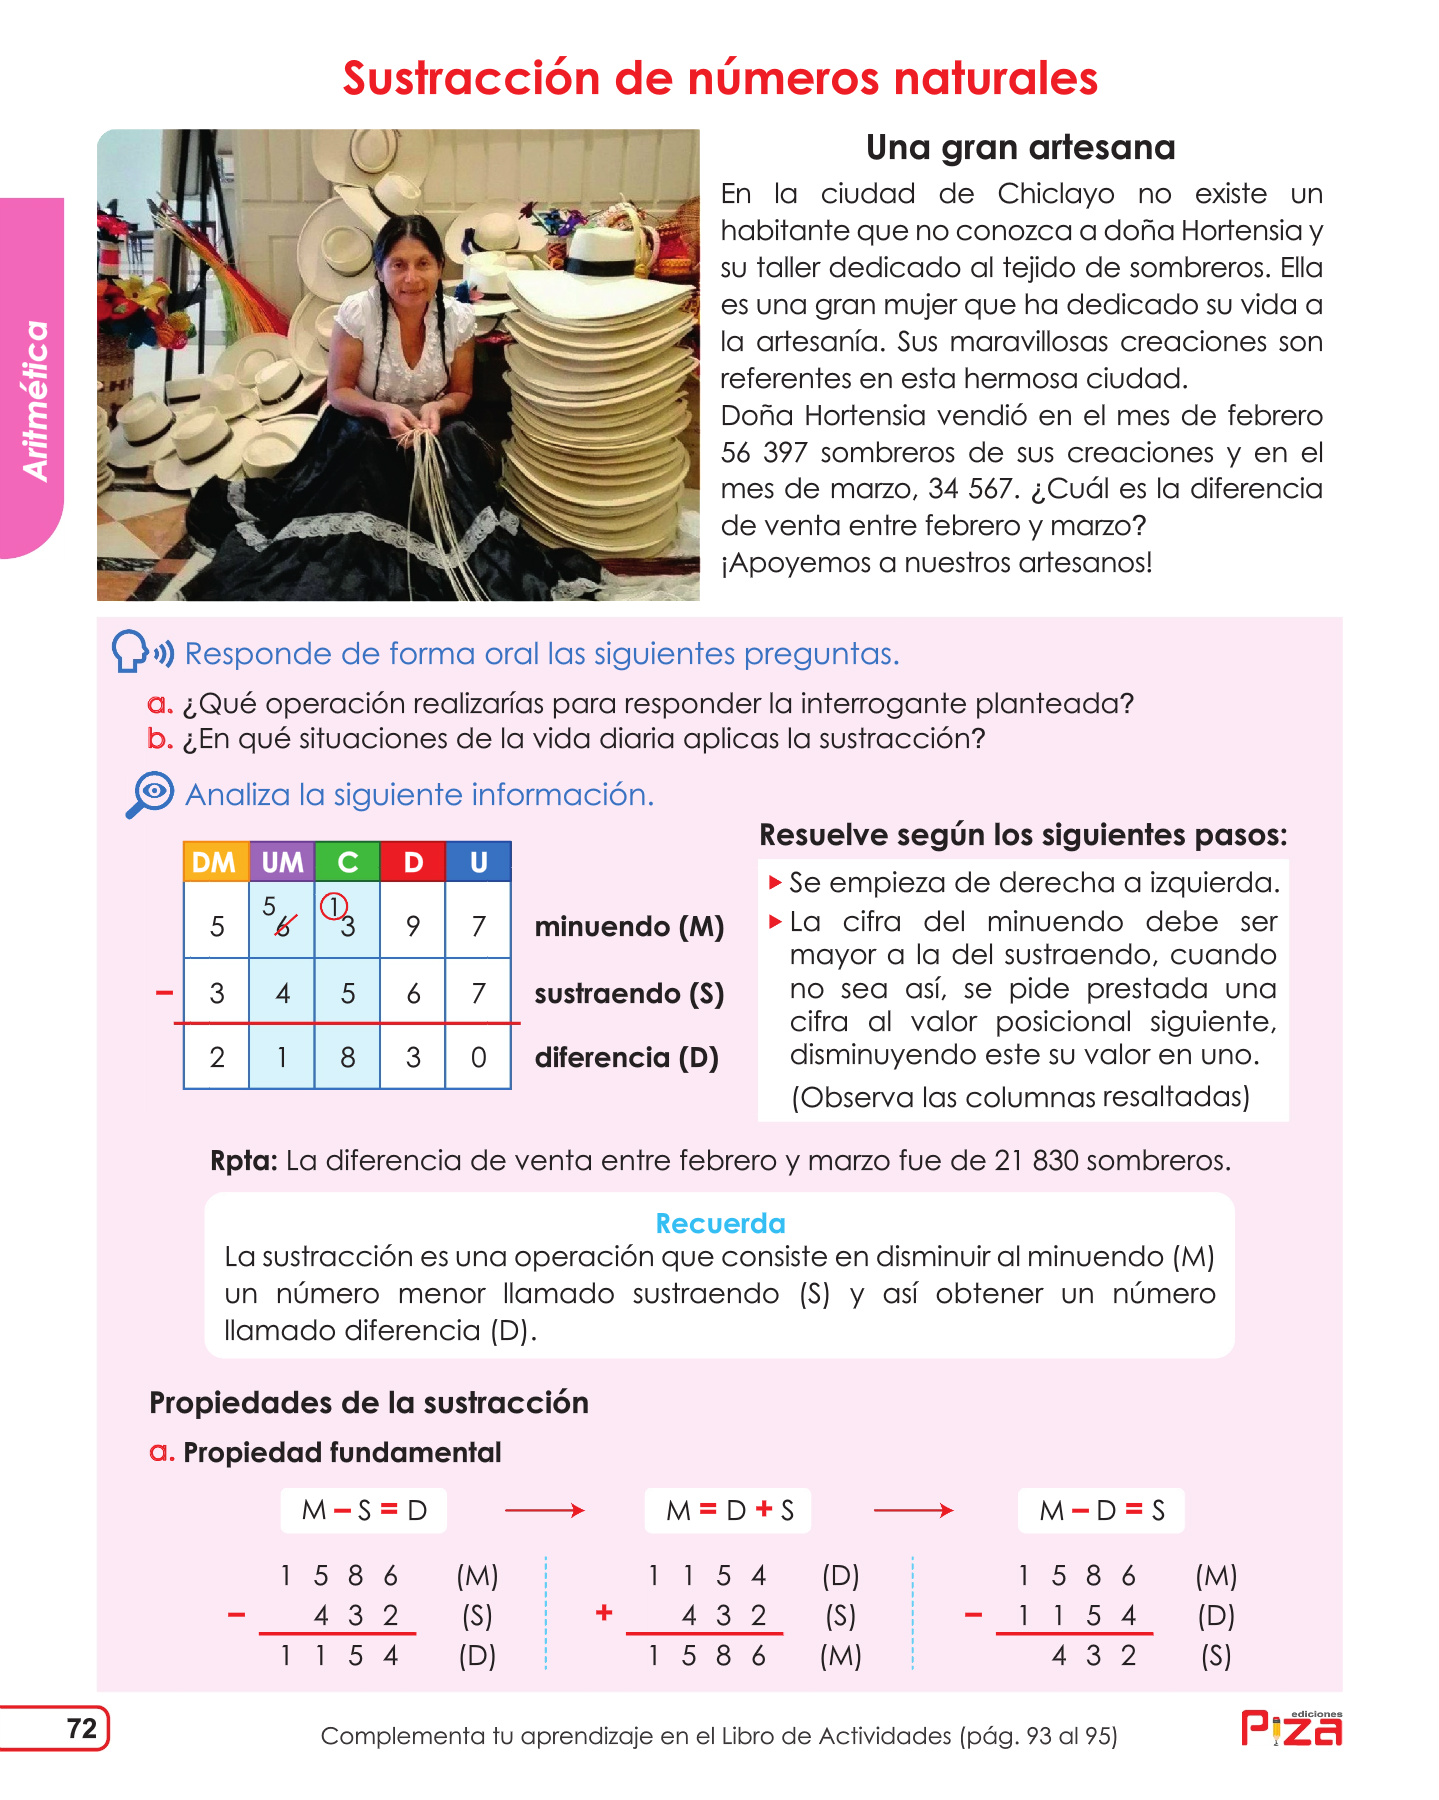 Sustracción de números naturales
Aritmética
Una gran artesana
En la ciudad de Chiclayo no existe un
habitante que no conozca a doña Hortensia y
su taller dedicado al tejido de sombreros. Ella
es una gran mujer que ha dedicado su vida a
la artesanía. Sus maravillosas creaciones son
referentes en esta hermosa ciudad.
Doña Hortensia vendió en el mes de febrero
56 397 sombreros de sus creaciones y en el
mes de marzo, 34 567. ¿Cuál es la diferencia
de venta entre febrero y marzo?
¡Apoyemos a nuestros artesanos!
Responde de forma oral las siguientes preguntas.
a. ¿Qué operación realizarías para responder la interrogante planteada?
b. ¿En qué situaciones de la vida diaria aplicas la sustracción?
Analiza la siguiente información.
DM UM C D U
5 1
5 6 3 9 7 minuendo (M)
– 3 4 5 6 7 sustraendo (S)
2 1 8 3 0 diferencia (D)
Resuelve según los siguientes pasos:
Se empieza de derecha a izquierda.
La cifra del minuendo debe ser
mayor a la del sustraendo, cuando
no sea así, se pide prestada una
cifra al valor posicional siguiente,
disminuyendo este su valor en uno.
(Observa las columnas resaltadas)
Rpta: La diferencia de venta entre febrero y marzo fue de 21 830 sombreros.
Recuerda
La sustracción es una operación que consiste en disminuir al minuendo (M)
un número menor llamado sustraendo (S) y así obtener un número
llamado diferencia (D).
Propiedades de la sustracción
a. Propiedad fundamental
M – S = D M = D + S M – D = S
1 5 8 6 (M) 1 1 5 4 (D) 1 5 8 6 (M)
– 4 3 2 (S) + 4 3 2 (S) – 1 1 5 4 (D)
1 1 5 4 (D) 1 5 8 6 (M) 4 3 2 (S)
72
Complementa tu aprendizaje en el Libro de Actividades (pág. 93 al 95)
ediciones
Piza